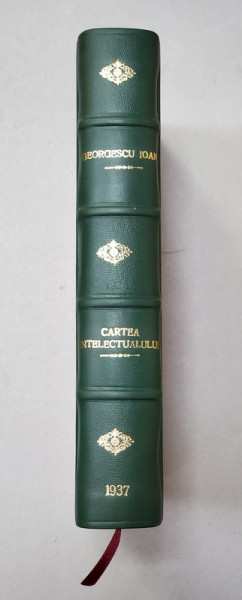 GEORGESCU IOAN
CARTEA
INTELECTUALULUI
1937